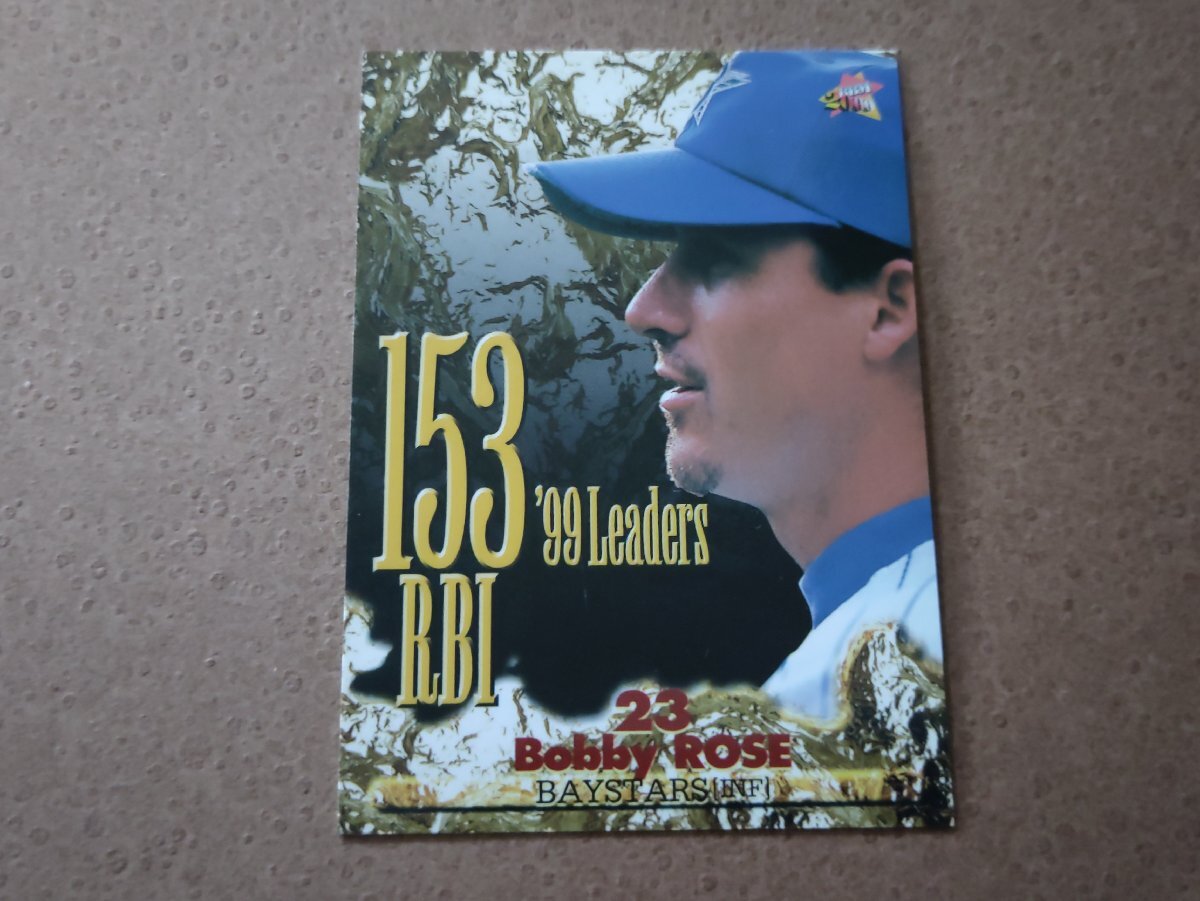 153
'99 Leaders
RBI
23
Bobby ROSE
BAYSTARS[INF]